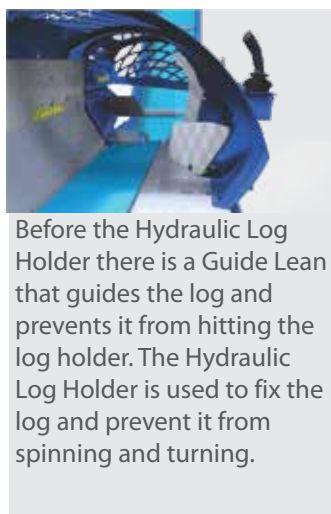 Before the Hydraulic Log
Holder there is a Guide Lean
that guides the log and
prevents it from hitting the
log holder. The Hydraulic
Log Holder is used to fix the
log and prevent it from
spinning and turning.